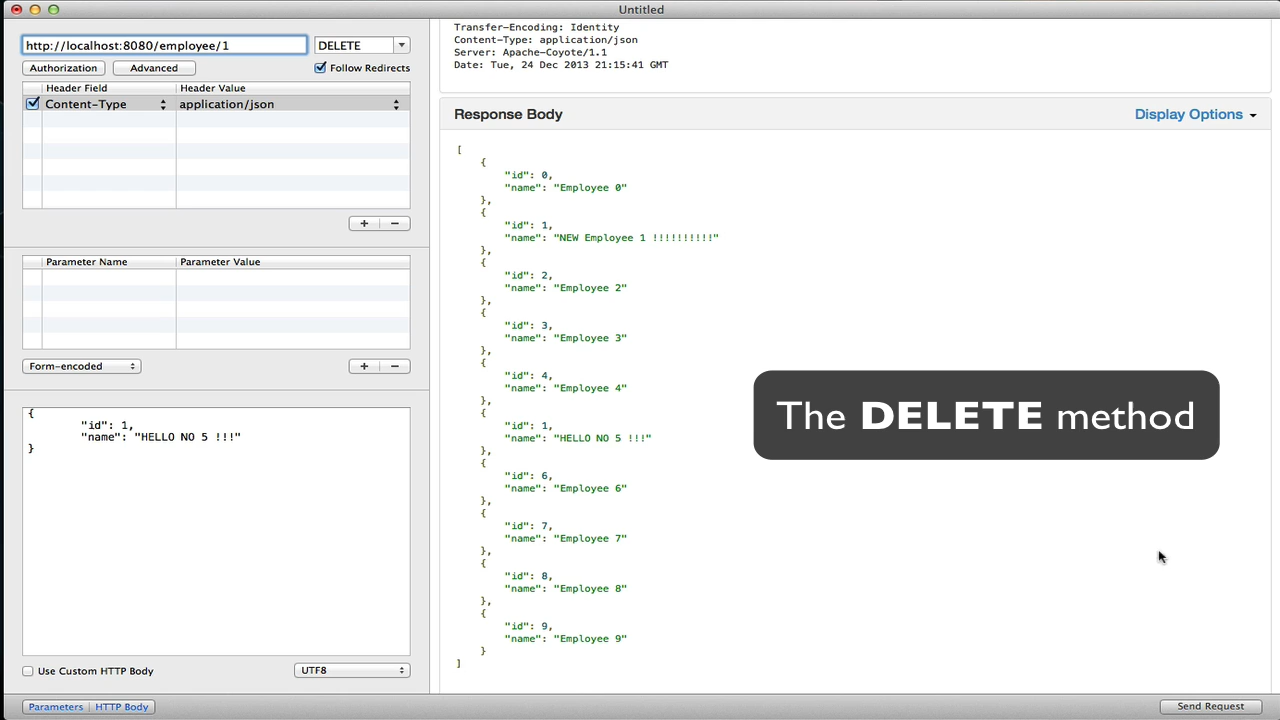 Untitled
http://localhost:8080/employee/1
DELETE
Authorization
Advanced
Follow Redirects
Header Field
Header Value
Content-Type
application/json
+
−
Parameter Name
Parameter Value
Form-encoded
+
−
{
"id": 1,
"name": "HELLO NO 5 !!!"
}
Use Custom HTTP Body
UTF8
Parameters
HTTP Body
Transfer-Encoding: Identity
Content-Type: application/json
Server: Apache-Coyote/1.1
Date: Tue, 24 Dec 2013 21:15:41 GMT
Response Body
Display Options
[
{
"id": 0,
"name": "Employee 0"
},
{
"id": 1,
"name": "NEW Employee 1 !!!!!!!!!!"
},
{
"id": 2,
"name": "Employee 2"
},
{
"id": 3,
"name": "Employee 3"
},
{
"id": 4,
"name": "Employee 4"
},
{
"id": 1,
"name": "HELLO NO 5 !!!"
},
{
"id": 6,
"name": "Employee 6"
},
{
"id": 7,
"name": "Employee 7"
},
{
"id": 8,
"name": "Employee 8"
},
{
"id": 9,
"name": "Employee 9"
}
]
The DELETE method
Send Request